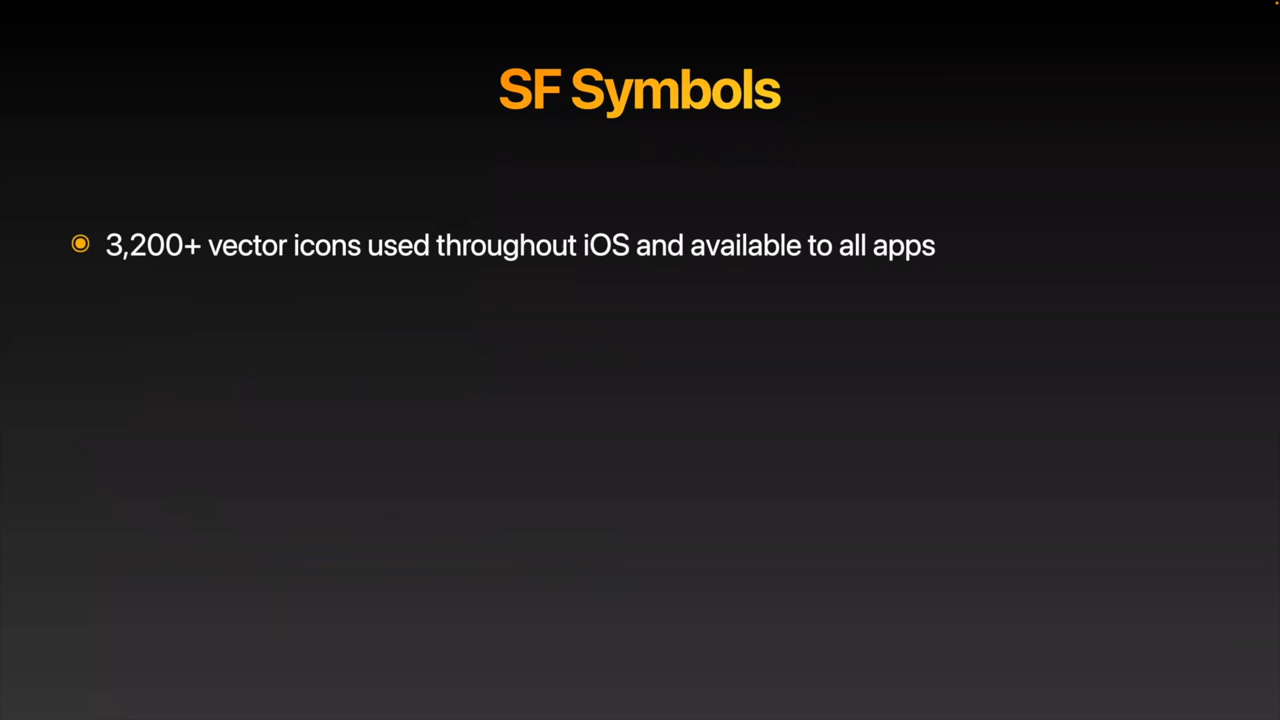 SF Symbols
3,200+ vector icons used throughout iOS and available to all apps